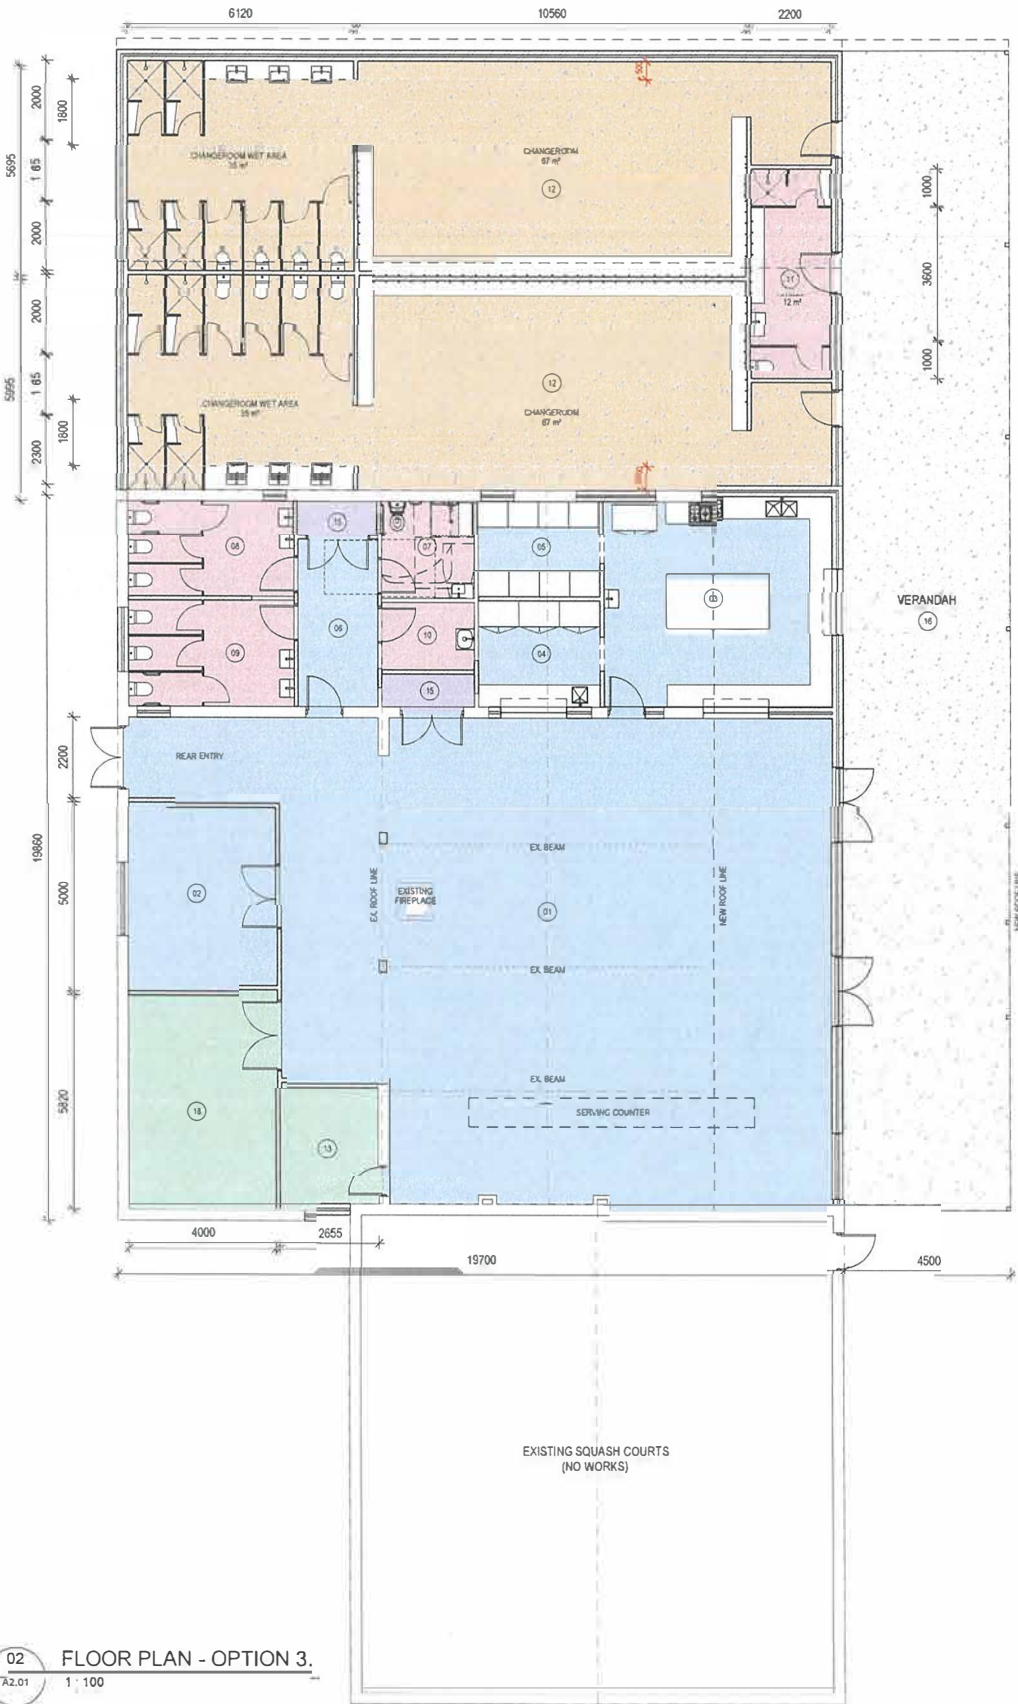 6120
10560
2200
2000
1800
5695
1 65
2000
CHANGEROOM WET AREA
35 m²
CHANGEROOM
67 m²
12
1000
3600
1000
11
12 m²
2000
5995
1 65
1800
2300
CHANGEROOM WET AREA
35 m²
12
CHANGEROOM
67 m²
08
15
07
05
03
VERANDAH
16
09
06
10
04
15
2200
REAR ENTRY
19860
5000
02
EX. ROOF LINE
EXISTING
FIREPLACE
EX. BEAM
01
NEW ROOF LINE
NEW ROOF LINE
EX. BEAM
5820
EX. BEAM
SERVING COUNTER
13
4000
2655
19700
4500
EXISTING SQUASH COURTS
(NO WORKS)
02
A2.01
FLOOR PLAN - OPTION 3.
1 : 100